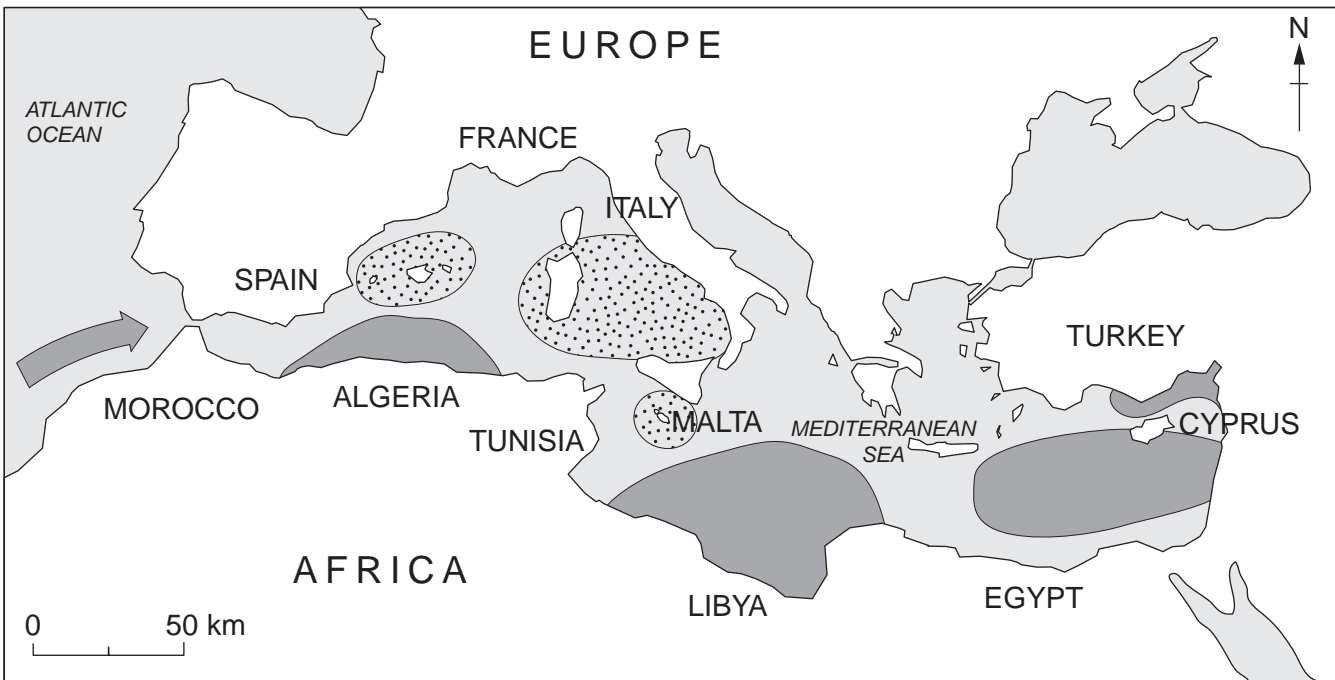 EUROPE
N
ATLANTIC
OCEAN
FRANCE
ITALY
SPAIN
TURKEY
MOROCCO
ALGERIA
TUNISIA
MALTA
MEDITERRANEAN
SEA
CYPRUS
AFRICA
LIBYA
EGYPT
0 50 km